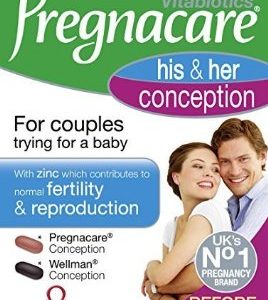 Vitabiotics
Pregnacare®
his & her
conception
For couples
trying for a baby
With zinc which contributes to
normal fertility
& reproduction
Pregnacare®
Conception
Wellman®
Conception
UK's
No1
PREGNANCY
BRAND
BEFORE